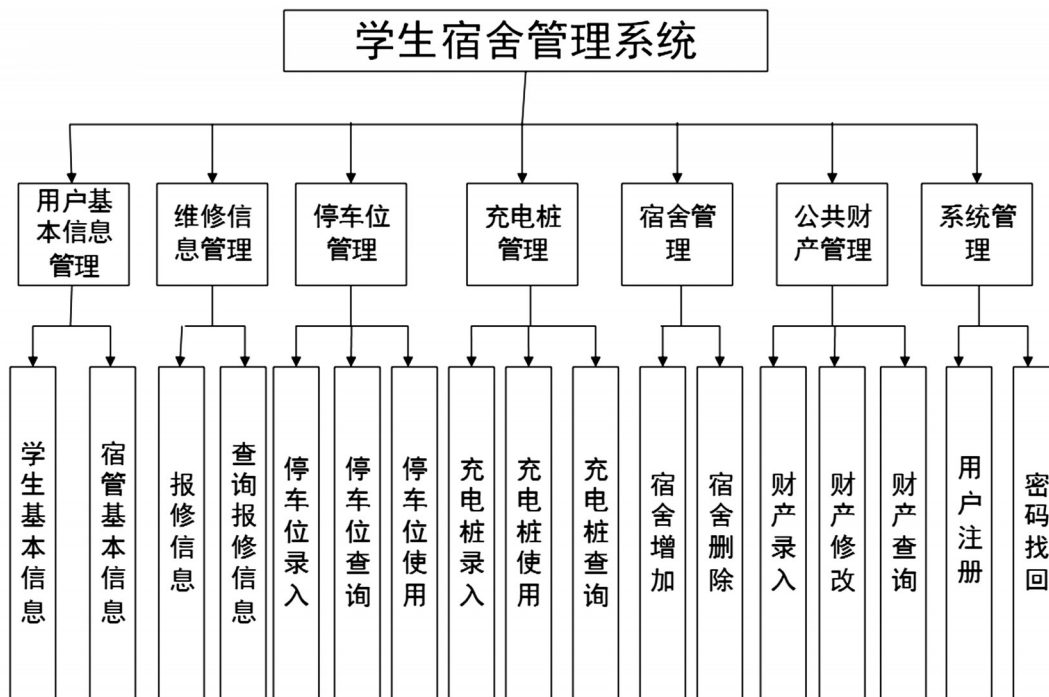 学生宿舍管理系统
用户基
本信息
管理
维修信
息管理
停车位
管理
充电桩
管理
宿舍管
理
公共财
产管理
系统管
理
学生基本信息
宿管基本信息
报修信息
查询报修信息
停车位录入
停车位查询
停车位使用
充电桩录入
充电桩使用
充电桩查询
宿舍增加
宿舍删除
财产录入
财产修改
财产查询
用户注册
密码找回